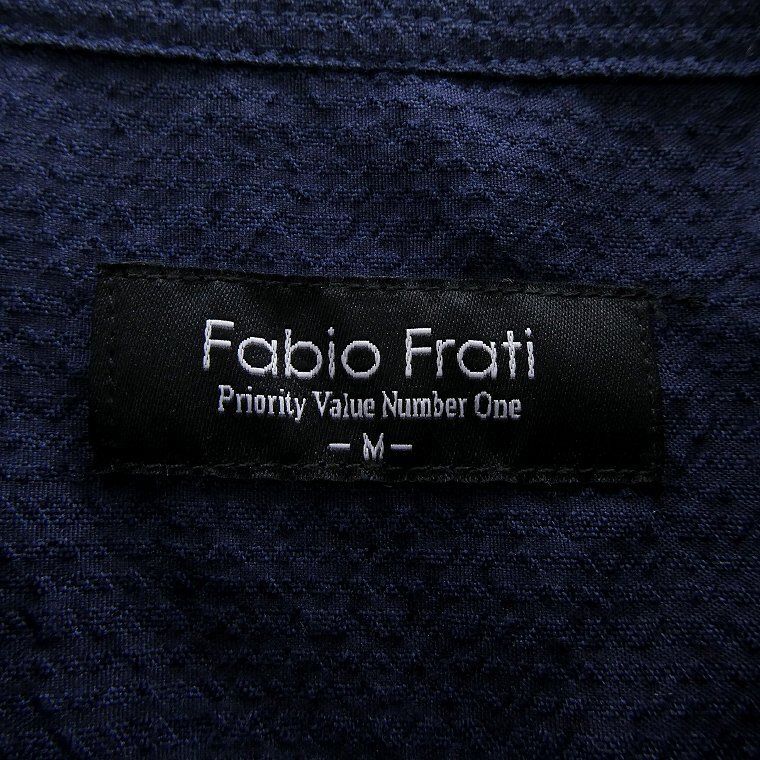 Fabio Frati
Priority Value Number One
- M -